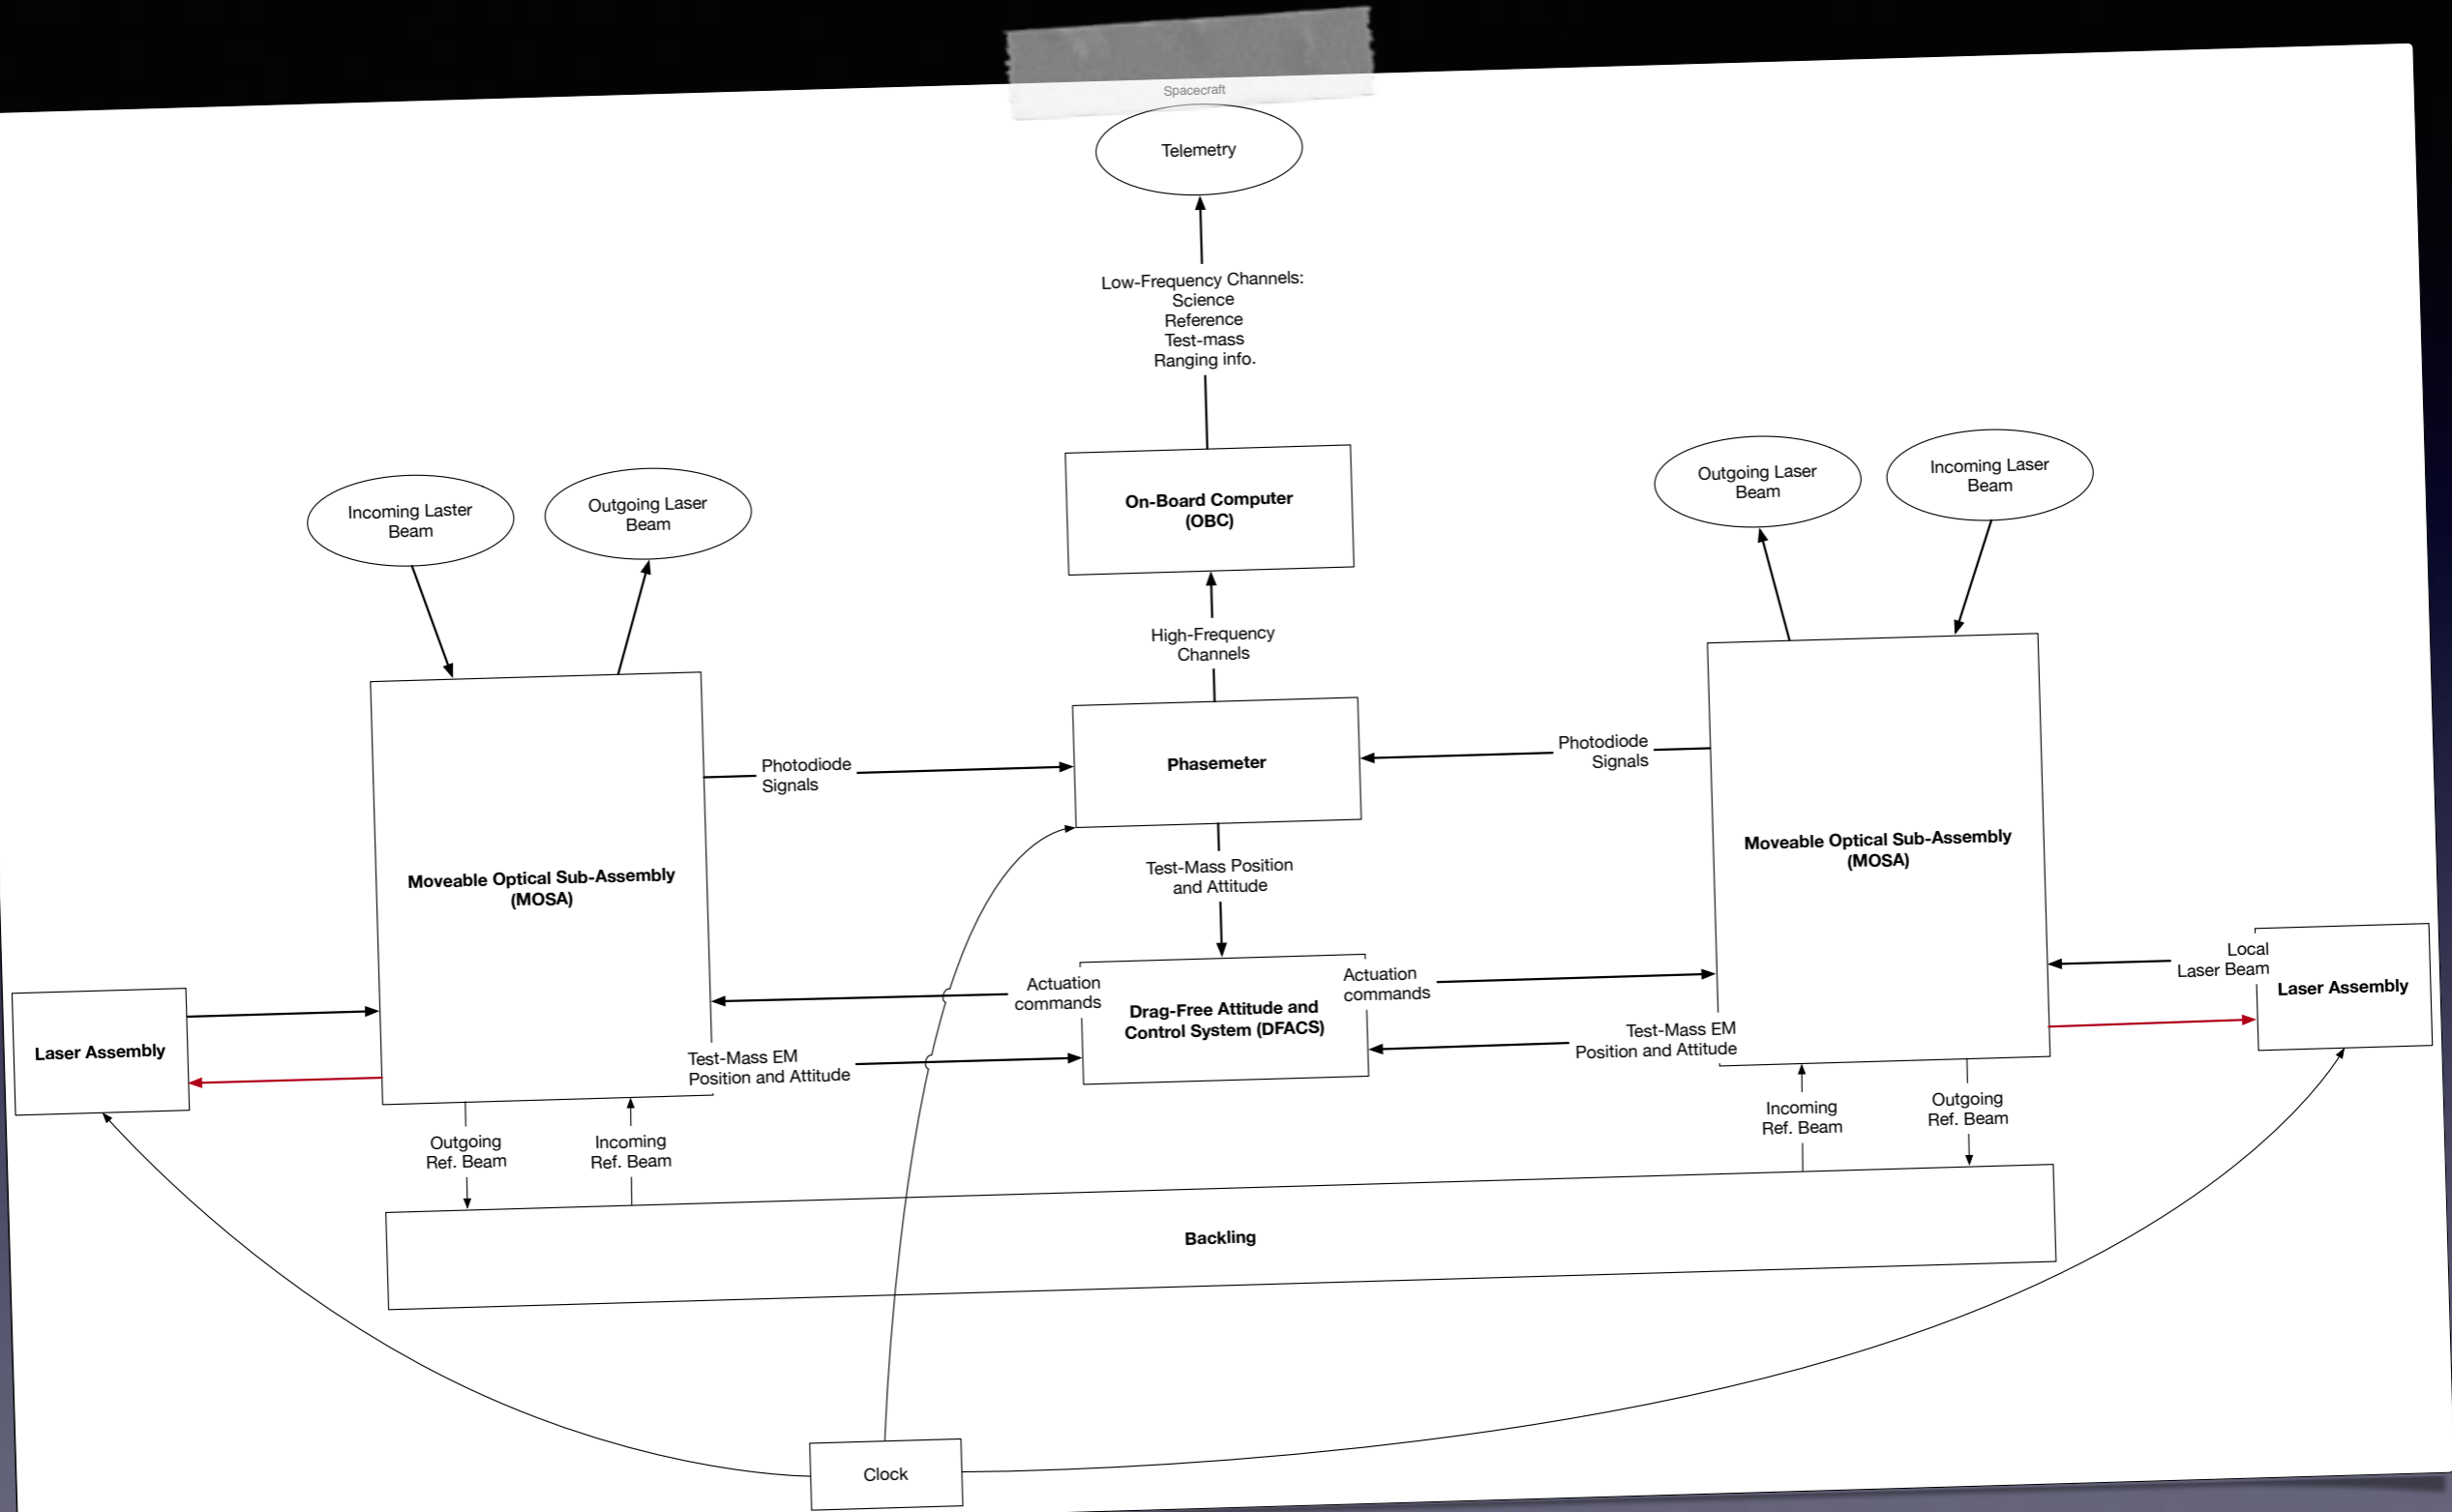 Spacecraft
Telemetry
Low-Frequency Channels:
Science
Reference
Test-mass
Ranging info.
On-Board Computer
(OBC)
Incoming Laster
Beam
Outgoing Laser
Beam
Outgoing Laser
Beam
Incoming Laser
Beam
High-Frequency
Channels
Photodiode
Signals
Phasemeter
Photodiode
Signals
Moveable Optical Sub-Assembly
(MOSA)
Test-Mass Position
and Attitude
Moveable Optical Sub-Assembly
(MOSA)
Laser Assembly
Actuation
commands
Drag-Free Attitude and
Control System (DFACS)
Actuation
commands
Local
Laser Beam
Laser Assembly
Test-Mass EM
Position and Attitude
Test-Mass EM
Position and Attitude
Outgoing
Ref. Beam
Incoming
Ref. Beam
Incoming
Ref. Beam
Outgoing
Ref. Beam
Backling
Clock